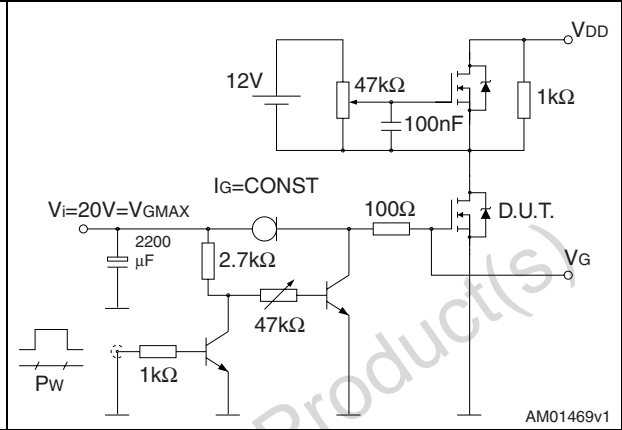 VDD
12V
47kΩ
1kΩ
100nF
IG=CONST
Vi=20V=VGMAX
100Ω
D.U.T.
2200
μF
2.7kΩ
VG
47kΩ
1kΩ
PW
Product(s)
AM01469v1